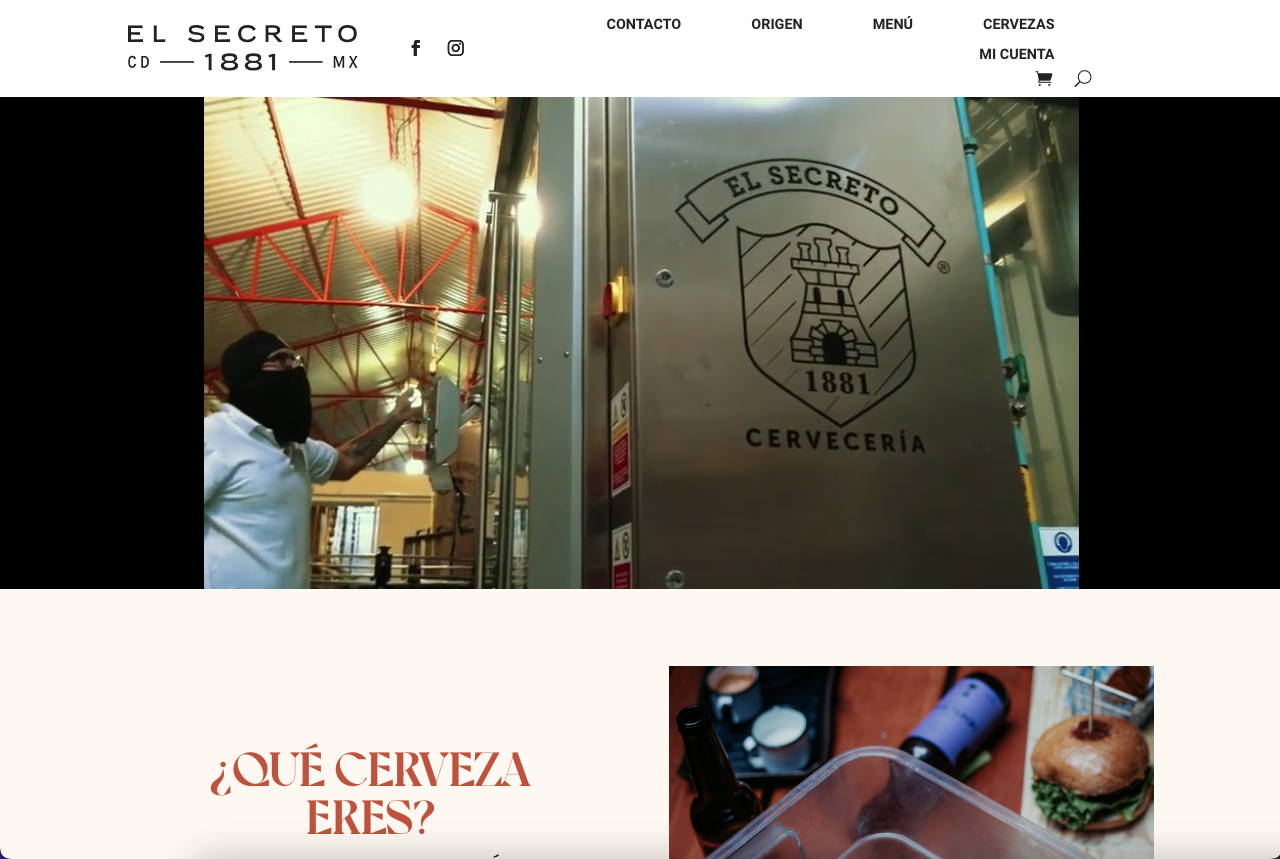 EL SECRETO
CD 1881 MX
CONTACTO
ORIGEN
MENÚ
CERVEZAS
MI CUENTA
EL SECRETO
®
1881
CERVECERÍA
¿QUÉ CERVEZA
ERES?